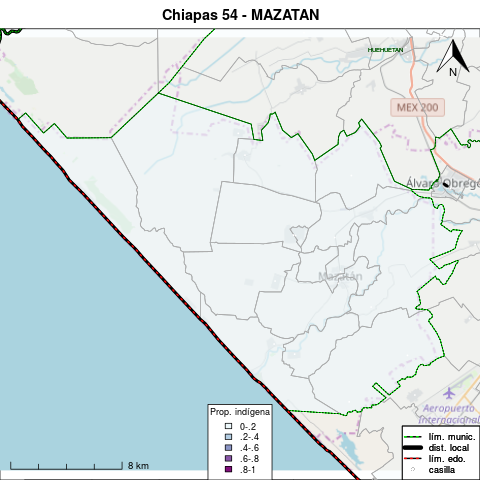 Chiapas 54 - MAZATAN
HUEHUETAN
N
MEX 200
Álvaro Obregó
Mazatán
Aeropuerto
Internacional
Prop. indígena
0-.2
.2-.4
.4-.6
.6-.8
.8-1
lím. munic.
dist. local
lím. edo.
casilla
8 km